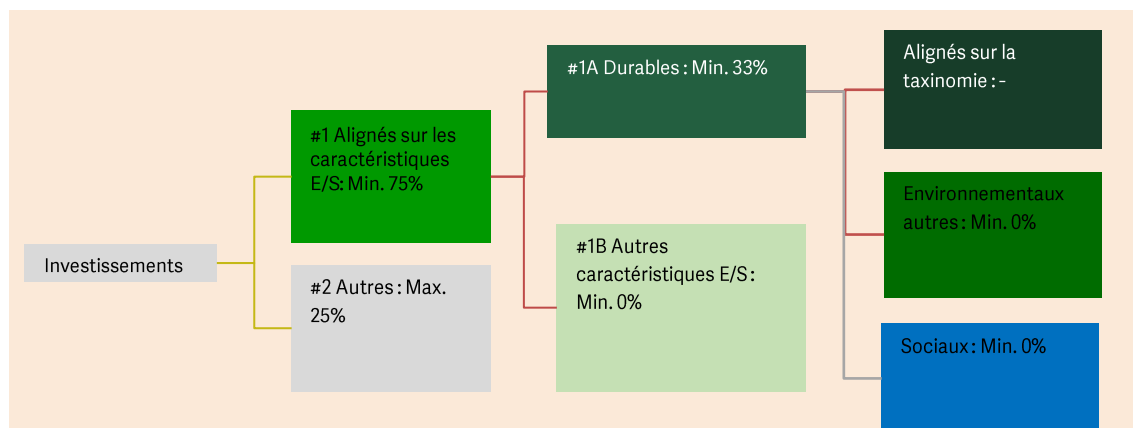 Investissements
#1 Alignés sur les
caractéristiques
E/S: Min. 75%
#2 Autres : Max.
25%
#1A Durables : Min. 33%
#1B Autres
caractéristiques E/S :
Min. 0%
Alignés sur la
taxinomie : -
Environnementaux
autres : Min. 0%
Sociaux : Min. 0%